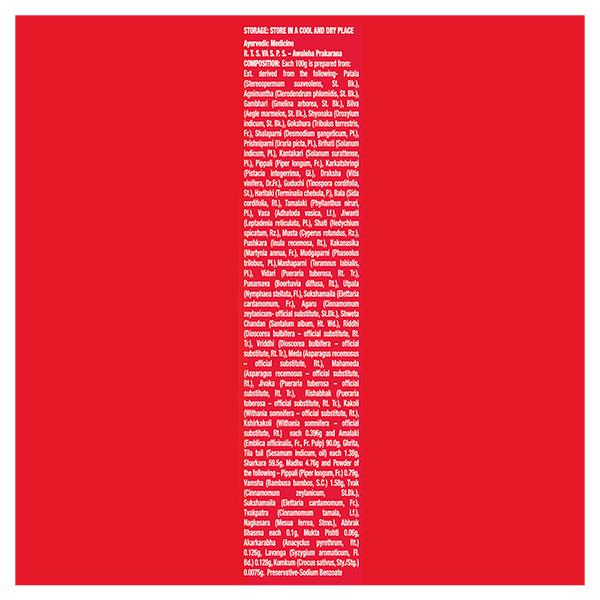 STORAGE: STORE IN A COOL AND DRY PLACE
Ayurvedic Medicine
R. T. S. VA S. P. S. – Awaleha Prakarana
COMPOSITION: Each 100g is prepared from:
Ext. derived from the following- Patala
(Stereospermum suaveolens, St. Bk.),
Agnimantha (Clerodendrum phlomidis, St. Bk.),
Gambhari (Gmelina arborea, St. Bk.), Bilva
(Aegle marmelos, St. Bk.), Shyonaka (Oroxylum
indicum, St. Bk.), Gokshura (Tribulus terrestris,
Fr.), Shalaparni (Desmodium gangeticum, Pl.),
Prishniparni (Uraria picta, Pl.), Brihati (Solanum
indicum, Pl.), Kantakari (Solanum surattense,
Pl.), Pippali (Piper longum, Fr.), Karkatshringi
(Pistacia integerrima, Gl.), Draksha (Vitis
vinifera, Dr.Fr.), Guduchi (Tinospora cordifolia,
St.), Haritaki (Terminalia chebula, P.), Bala (Sida
cordifolia, Rt.), Tamalaki (Phyllanthus niruri,
Pl.), Vasa (Adhatoda vasica, Lf.), Jiwanti
(Leptadenia reticulata, Pl.), Shati (Hedychium
spicatum, Rz.), Musta (Cyperus rotundus, Rz.),
Pushkara (Inula recemosa, Rt.), Kakanasika
(Martynia annua, Fr.), Mudgaparni (Phaseolus
trilobus, Pl.),Mashaparni (Teramnus labialis,
Pl.), Vidari (Pueraria tuberosa, Rt. Tr.),
Punarnava (Boerhavia diffusa, Rt.), Utpala
(Nymphaea stellata, Fl.), Sukshamaila (Elettaria
cardamomum, Fr.), Agaru (Cinnamomum
zeylanicum- official substitute, St.Bk.), Shweta
Chandan (Santalum album, Ht. Wd.), Riddhi
(Dioscorea bulbifera – official substitute, Rt.
Tr.), Vriddhi (Dioscorea bulbifera – official
substitute, Rt. Tr.), Meda (Asparagus recemosus
– official substitute, Rt.), Mahameda
(Asparagus recemosus – official substitute,
Rt.), Jivaka (Pueraria tuberosa – official
substitute, Rt. Tr.), Rishabhak (Pueraria
tuberosa – official substitute, Rt. Tr.), Kakoli
(Withania somnifera – official substitute, Rt.),
Kshirkakoli (Withania somnifera – official
substitute, Rt.) each 0.396g and Amalaki
(Emblica officinalis, Fr., Fr. Pulp) 90.0g, Ghrita,
Tila tail (Sesamum indicum, oil) each 1.38g,
Sharkara 59.5g, Madhu 4.76g and Powder of
the following – Pippali (Piper longum, Fr.) 0.79g,
Vamsha (Bambusa bambos, S.C.) 1.58g, Tvak
(Cinnamomum zeylanicum, St.Bk.),
Sukshamaila (Elettaria cardamomum, Fr.),
Tvakpatra (Cinnamomum tamala, Lf.),
Nagkesara (Mesua ferrea, Stmn.), Abhrak
Bhasma each 0.1g, Mukta Pishti 0.05g,
Akarkarabha (Anacyclus pyrethrum, Rt.)
0.126g, Lavanga (Syzygium aromaticum, Fl.
Bd.) 0.128g, Kumkum (Crocus sativus, Sty./Stg.)
0.0075g. Preservative-Sodium Benzoate